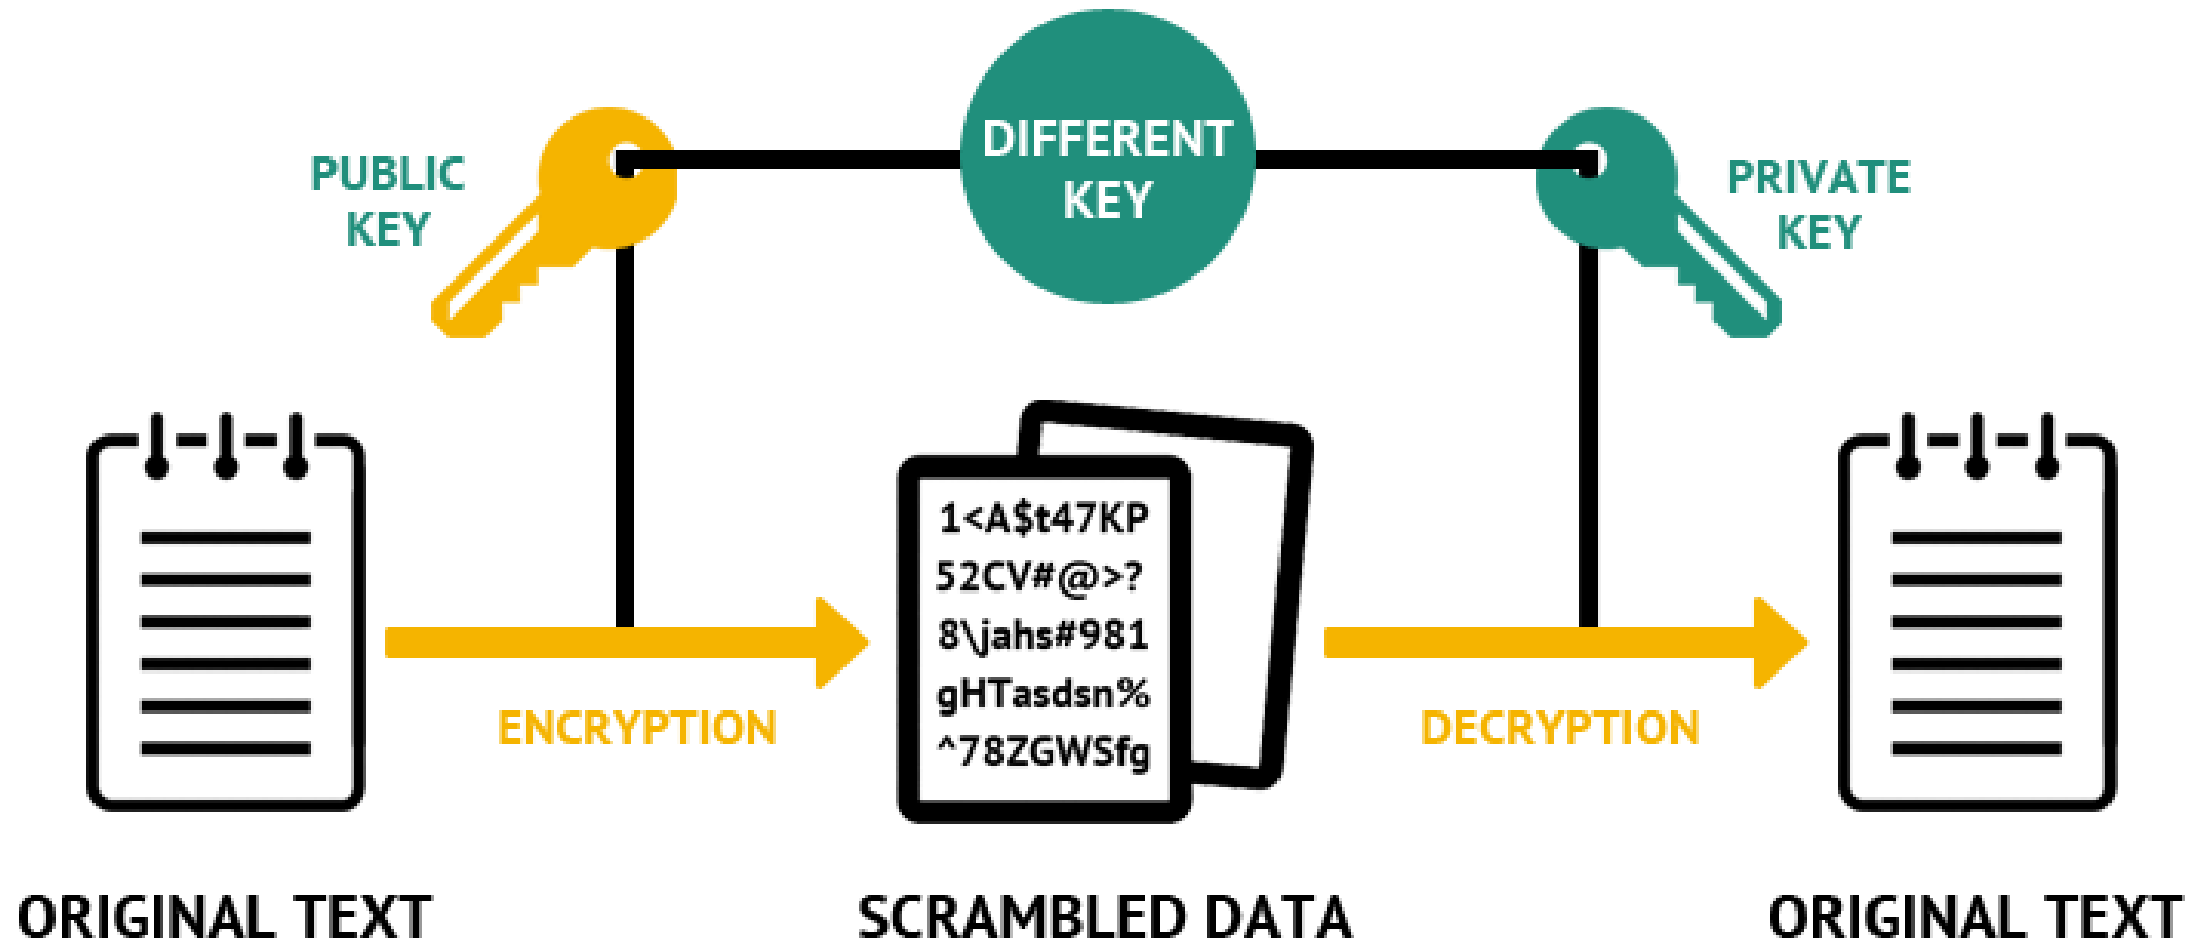 DIFFERENT
KEY
PUBLIC
KEY
PRIVATE
KEY
1<A$t47KP
52CV#@>?
8\jahs#981
gHTasdsn%
^78ZGWSfg
ENCRYPTION
DECRYPTION
ORIGINAL TEXT
SCRAMBLED DATA
ORIGINAL TEXT